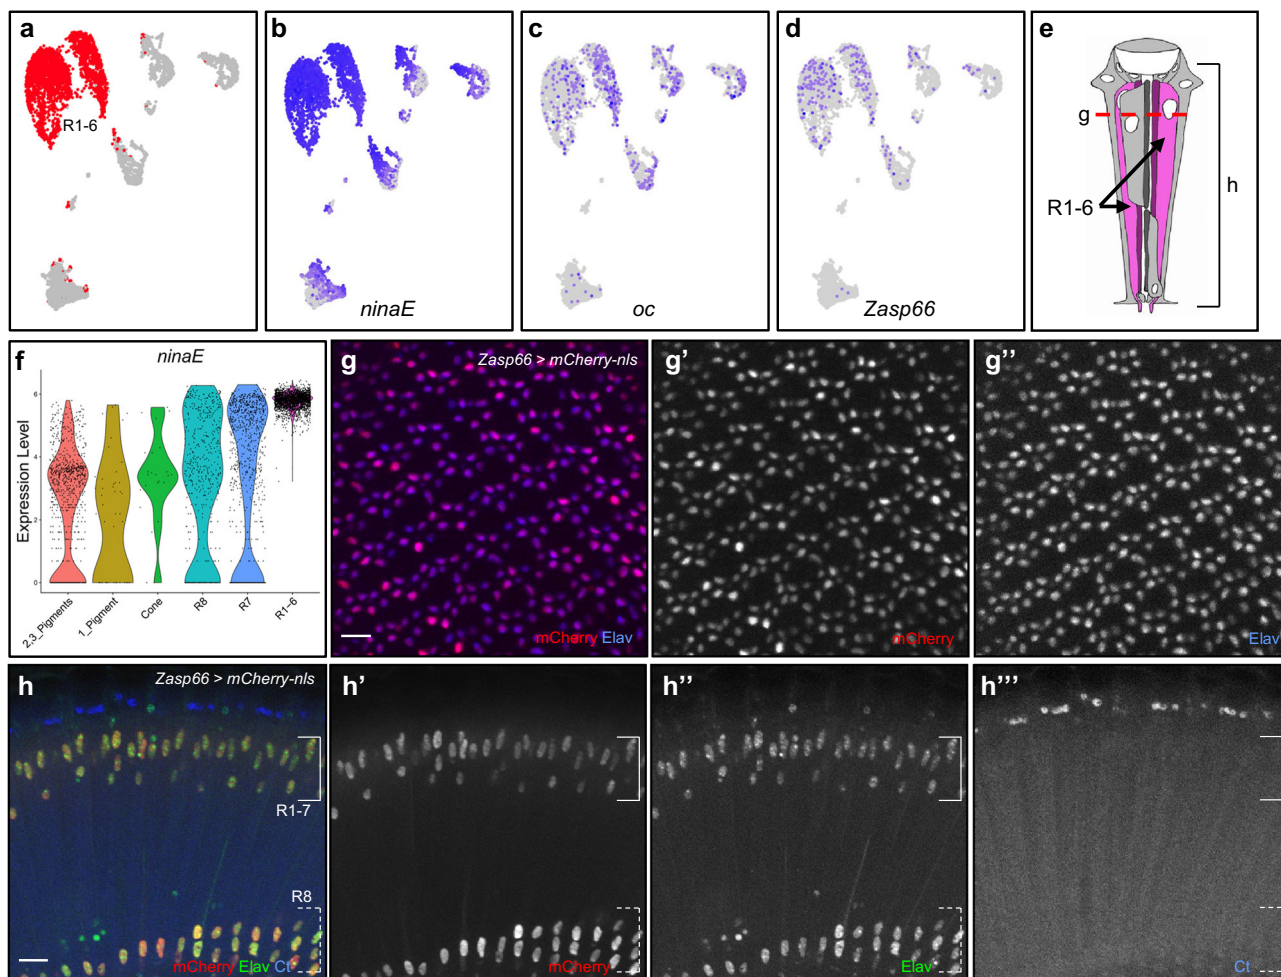 a
R1-6
b
ninaE
c
oc
d
Zasp66
e
g
h
R1-6
f
ninaE
Expression Level
6
4
2
0
2,3_Pigments
1_Pigment
Cone
R8
R7
R1-6
g
Zasp66 > mCherry-nls
mCherry Elav
g'
mCherry
g''
Elav
h
Zasp66 > mCherry-nls
R1-7
R8
mCherry Elav Ct
h'
mCherry
h''
Elav
h'''
Ct